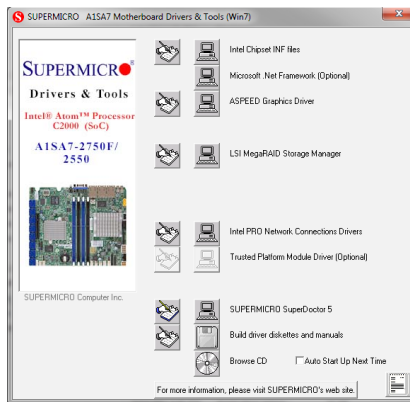 SUPERMICRO   A1SA7 Motherboard Drivers & Tools (Win7)
SUPERMICR
Drivers & Tools
Intel® Atom™ Processor
C2000 (SoC)
A1SA7-2750F/
2550
SUPERMICRO Computer Inc.
Intel Chipset INF files
Microsoft .Net Framework (Optional)
ASPEED Graphics Driver
LSI MegaRAID Storage Manager
Intel PRO Network Connections Drivers
Trusted Platform Module Driver (Optional)
SUPERMICRO SuperDoctor 5
Build driver diskettes and manuals
Browse CD
Auto Start Up Next Time
For more information, please visit SUPERMICRO's web site.